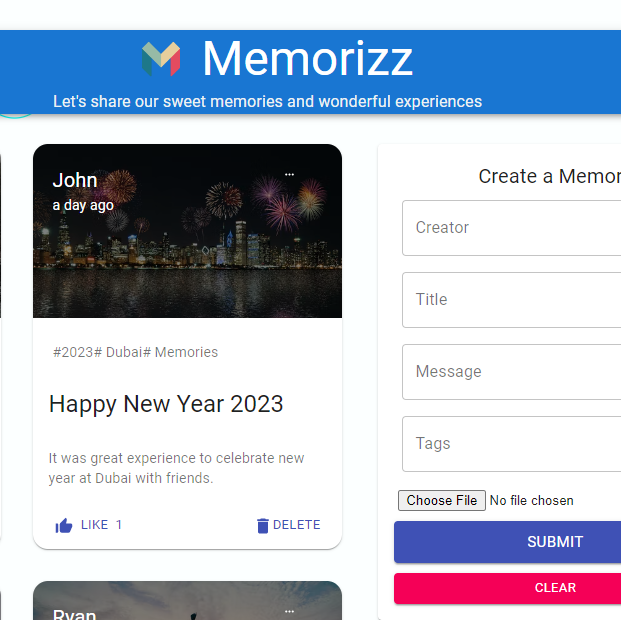 Memorizz
Let's share our sweet memories and wonderful experiences
John
...
a day ago
#2023# Dubai# Memories
Happy New Year 2023
It was great experience to celebrate new
year at Dubai with friends.
LIKE 1
DELETE
Ryan
...
Create a Memor
Creator
Title
Message
Tags
Choose File No file chosen
SUBMIT
CLEAR